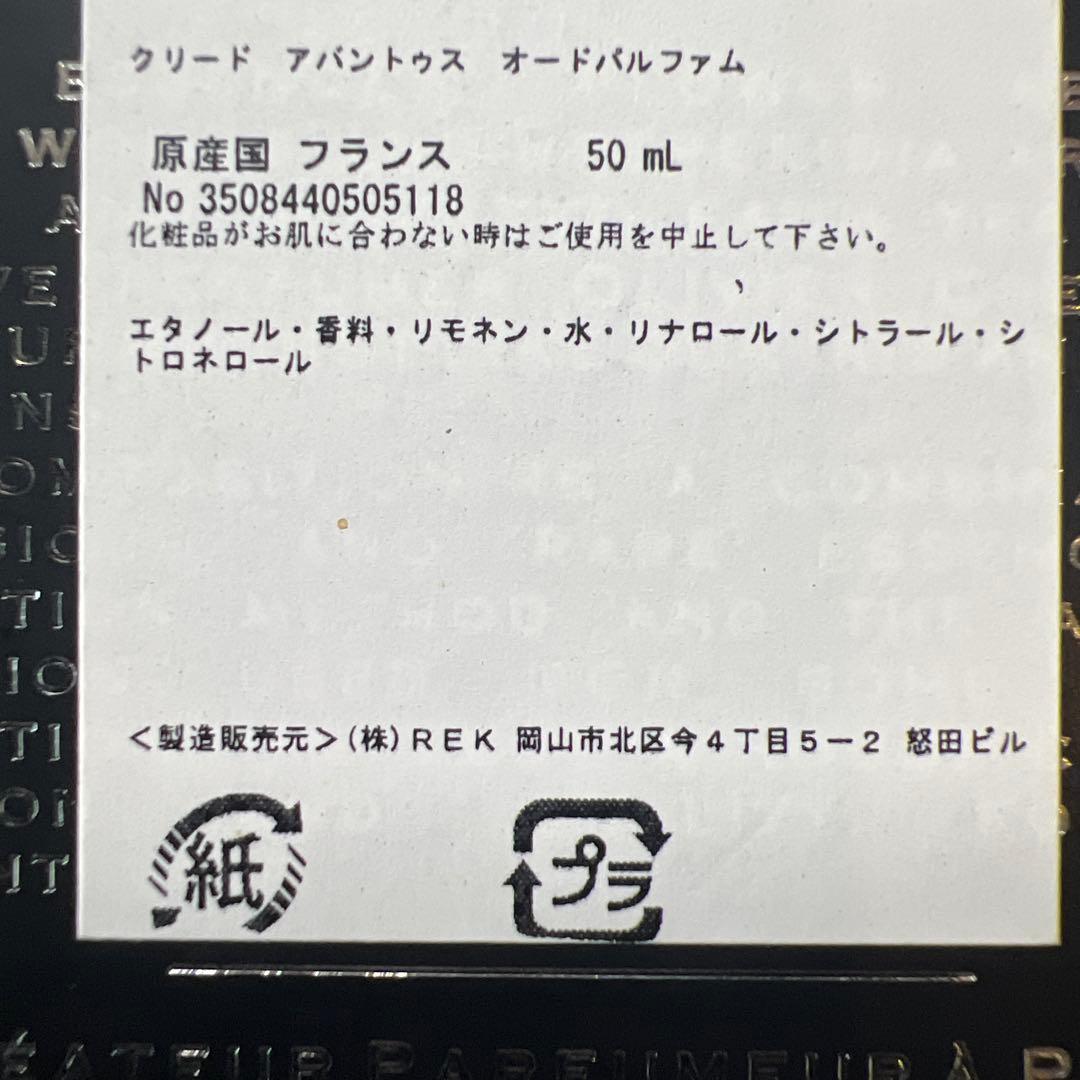 クリード アバントゥス オードパルファム
原産国 フランス 50 mL
No 3508440505118
化粧品がお肌に合わない時はご使用を中止して下さい。
エタノール・香料・リモネン・水・リナロール・シトラール・シ
トロネロール
<製造販売元>(株)REK 岡山市北区今4丁目5-2 怒田ビル
紙
プラ
ÉATEUR PARFUMEUR À P